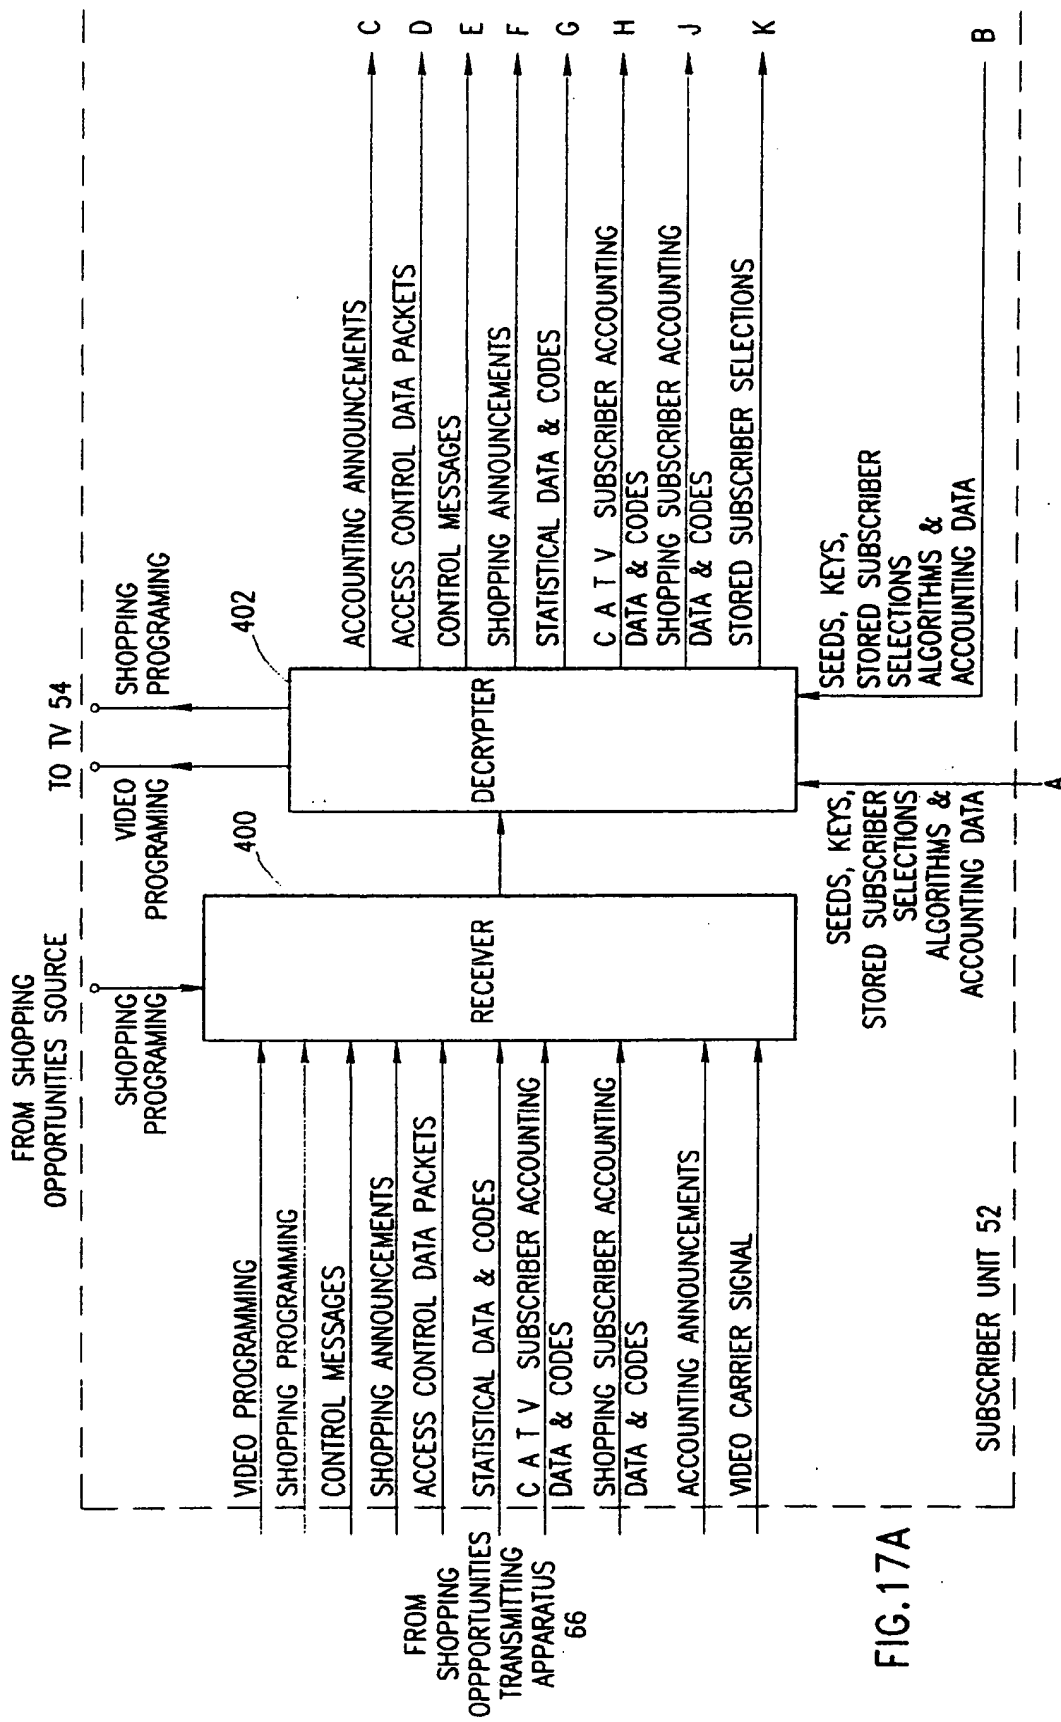 FROM SHOPPING
OPPORTUNITIES SOURCE
SHOPPING
PROGRAMING
TO TV 54
VIDEO
PROGRAMING
SHOPPING
PROGRAMING
400
402
FROM
SHOPPING
OPPPORTUNITIES
TRANSMITTING
APPARATUS
66
VIDEO PROGRAMMING
SHOPPING PROGRAMMING
CONTROL MESSAGES
SHOPPING ANNOUNCEMENTS
ACCESS CONTROL DATA PACKETS
STATISTICAL DATA & CODES
C A T V SUBSCRIBER ACCOUNTING
DATA & CODES
SHOPPING SUBSCRIBER ACCOUNTING
DATA & CODES
ACCOUNTING ANNOUNCEMENTS
VIDEO CARRIER SIGNAL
RECEIVER
DECRYPTER
ACCOUNTING ANNOUNCEMENTS
C
ACCESS CONTROL DATA PACKETS
D
CONTROL MESSAGES
E
SHOPPING ANNOUNCEMENTS
F
STATISTICAL DATA & CODES
G
C A T V SUBSCRIBER ACCOUNTING
DATA & CODES
H
SHOPPING SUBSCRIBER ACCOUNTING
DATA & CODES
J
STORED SUBSCRIBER SELECTIONS
K
SEEDS, KEYS,
STORED SUBSCRIBER
SELECTIONS
ALGORITHMS &
ACCOUNTING DATA
A
SEEDS, KEYS,
STORED SUBSCRIBER
SELECTIONS
ALGORITHMS &
ACCOUNTING DATA
B
SUBSCRIBER UNIT 52
FIG.17A